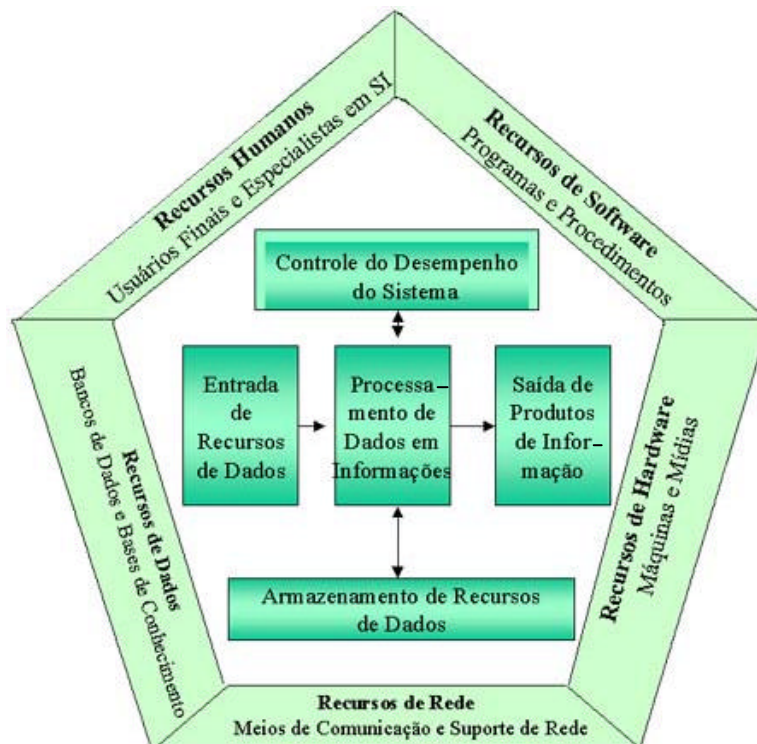 Recursos Humanos
Usuários Finais e Especialistas em SI
Recursos de Software
Programas e Procedimentos
Controle do Desempenho
do Sistema
Entrada
de
Recursos
de Dados
Processa–
mento de
Dados em
Informações
Saída de
Produtos
de Infor–
mação
Armazenamento de Recursos
de Dados
Recursos de Dados
Bancos de Dados e Bases de Conhecimento
Recursos de Hardware
Máquinas e Mídias
Recursos de Rede
Meios de Comunicação e Suporte de Rede